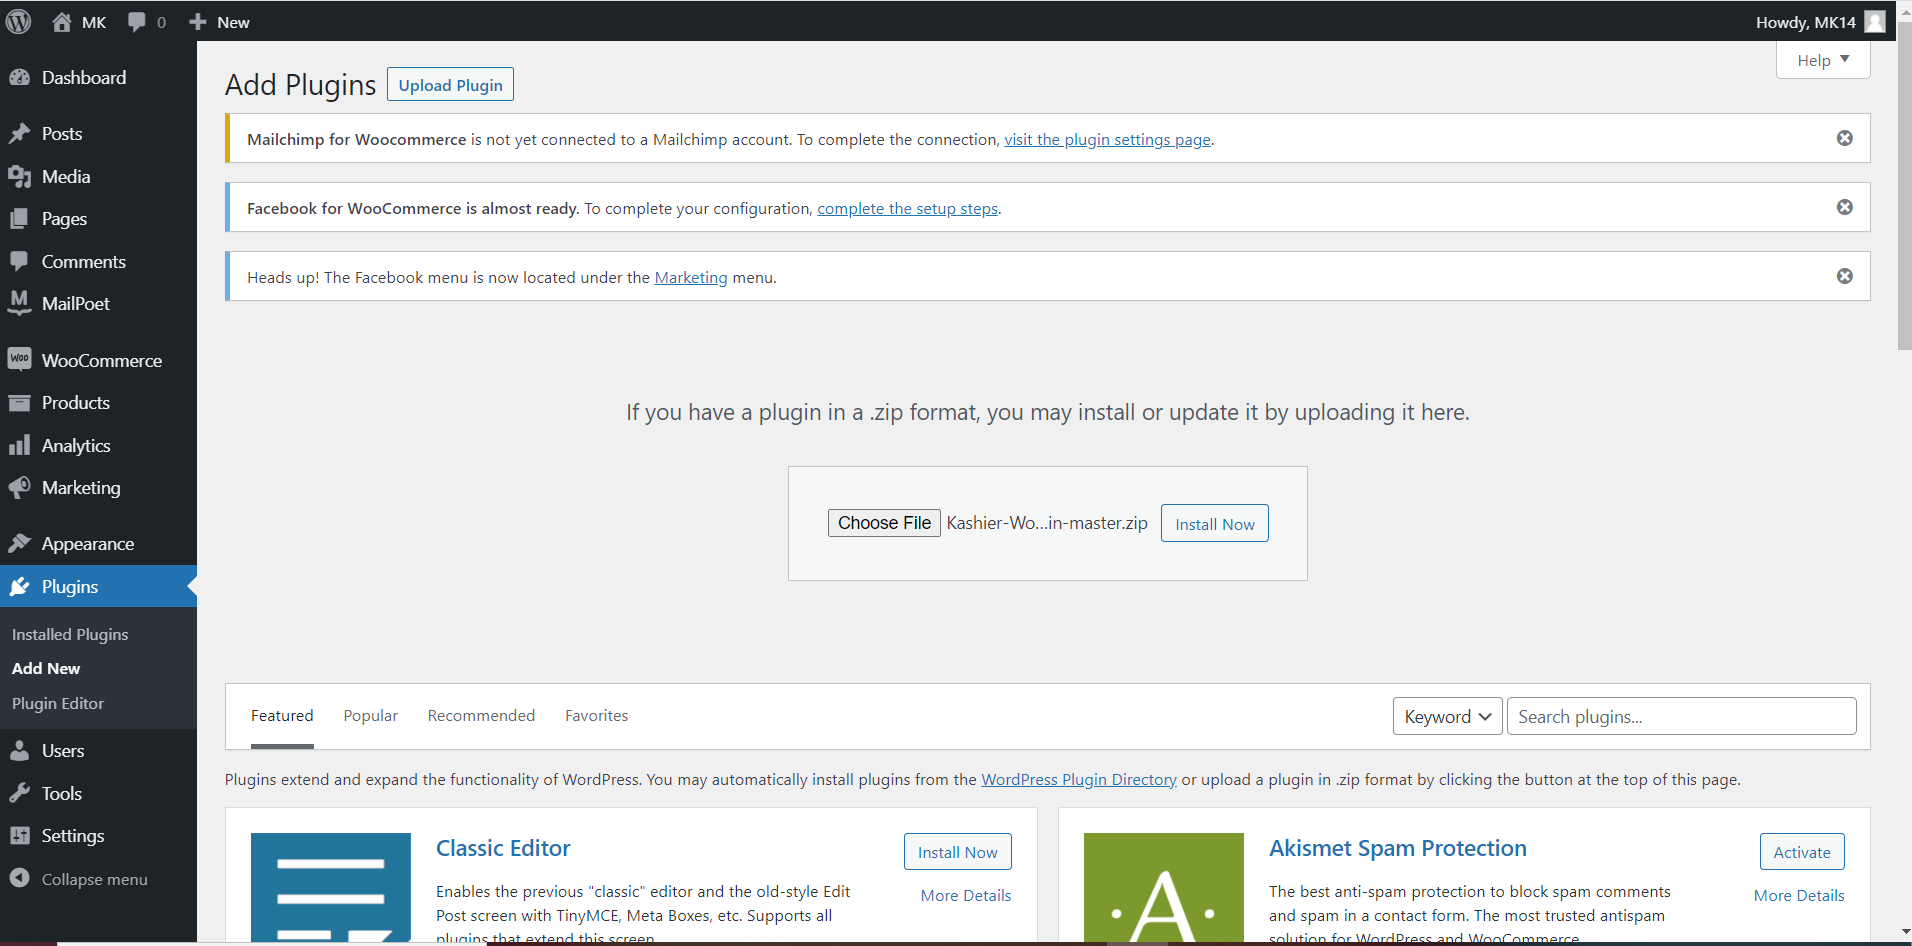 MK 0 New Howdy, MK14
Help
Dashboard
Posts
Media
Pages
Comments
MailPoet
WooCommerce
Products
Analytics
Marketing
Appearance
Plugins
Installed Plugins
Add New
Plugin Editor
Users
Tools
Settings
Collapse menu
Add Plugins Upload Plugin
Mailchimp for Woocommerce is not yet connected to a Mailchimp account. To complete the connection, visit the plugin settings page.
Facebook for WooCommerce is almost ready. To complete your configuration, complete the setup steps.
Heads up! The Facebook menu is now located under the Marketing menu.
If you have a plugin in a .zip format, you may install or update it by uploading it here.
Choose File Kashier-Wo...in-master.zip Install Now
Featured Popular Recommended Favorites Keyword Search plugins...
Plugins extend and expand the functionality of WordPress. You may automatically install plugins from the WordPress Plugin Directory or upload a plugin in .zip format by clicking the button at the top of this page.
Classic Editor
Install Now
More Details
Enables the previous "classic" editor and the old-style Edit
Post screen with TinyMCE, Meta Boxes, etc. Supports all
plugins that extend this screen.
A
Akismet Spam Protection
Activate
More Details
The best anti-spam protection to block spam comments
and spam in a contact form. The most trusted antispam
solution for WordPress and WooCommerce.